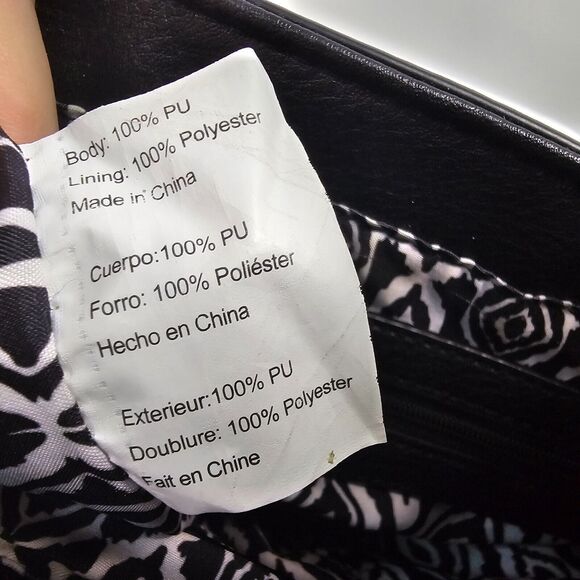 Body: 100% PU
Lining: 100% Polyester
Made in China
Cuerpo:100% PU
Forro: 100% Poliéster
Hecho en China
Exterieur:100% PU
Doublure: 100% Polyester
Fait en Chine